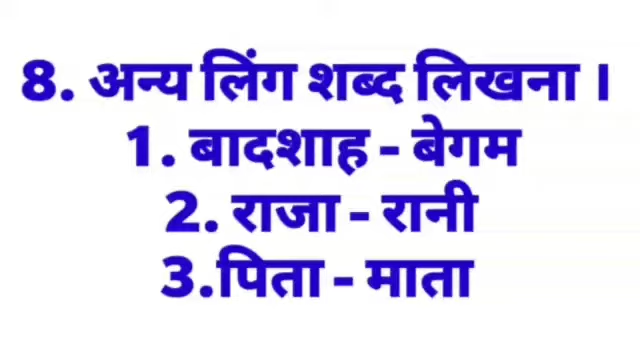 8. अन्य लिंग शब्द लिखना ।
1. बादशाह - बेगम
2. राजा - रानी
3.पिता - माता